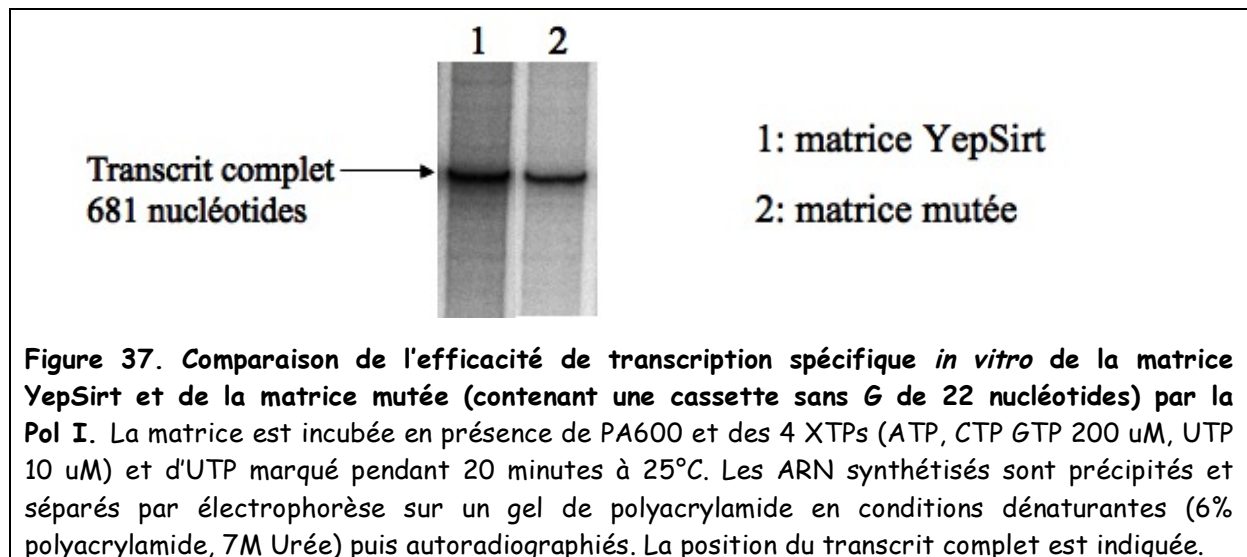 1 2
Transcrit complet
681 nucléotides
1: matrice YepSirt
2: matrice mutée
Figure 37. Comparaison de l'efficacité de transcription spécifique in vitro de la matrice
YepSirt et de la matrice mutée (contenant une cassette sans G de 22 nucléotides) par la
Pol I. La matrice est incubée en présence de PA600 et des 4 XTPs (ATP, CTP GTP 200 uM, UTP
10 uM) et d'UTP marqué pendant 20 minutes à 25°C. Les ARN synthétisés sont précipités et
séparés par électrophorèse sur un gel de polyacrylamide en conditions dénaturantes (6%
polyacrylamide, 7M Urée) puis autoradiographiés. La position du transcrit complet est indiquée.